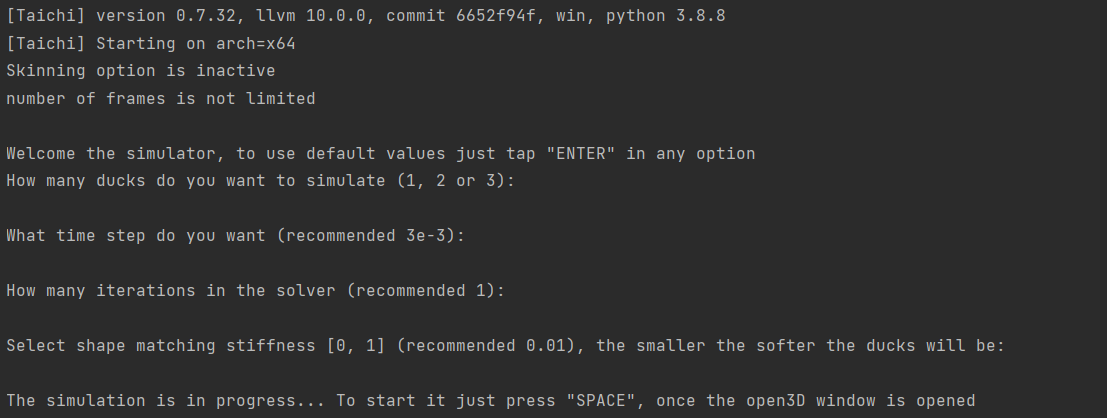 [Taichi] version 0.7.32, llvm 10.0.0, commit 6652f94f, win, python 3.8.8
[Taichi] Starting on arch=x64
Skinning option is inactive
number of frames is not limited
Welcome the simulator, to use default values just tap "ENTER" in any option
How many ducks do you want to simulate (1, 2 or 3):
What time step do you want (recommended 3e-3):
How many iterations in the solver (recommended 1):
Select shape matching stiffness [0, 1] (recommended 0.01), the smaller the softer the ducks will be:
The simulation is in progress... To start it just press "SPACE", once the open3D window is opened